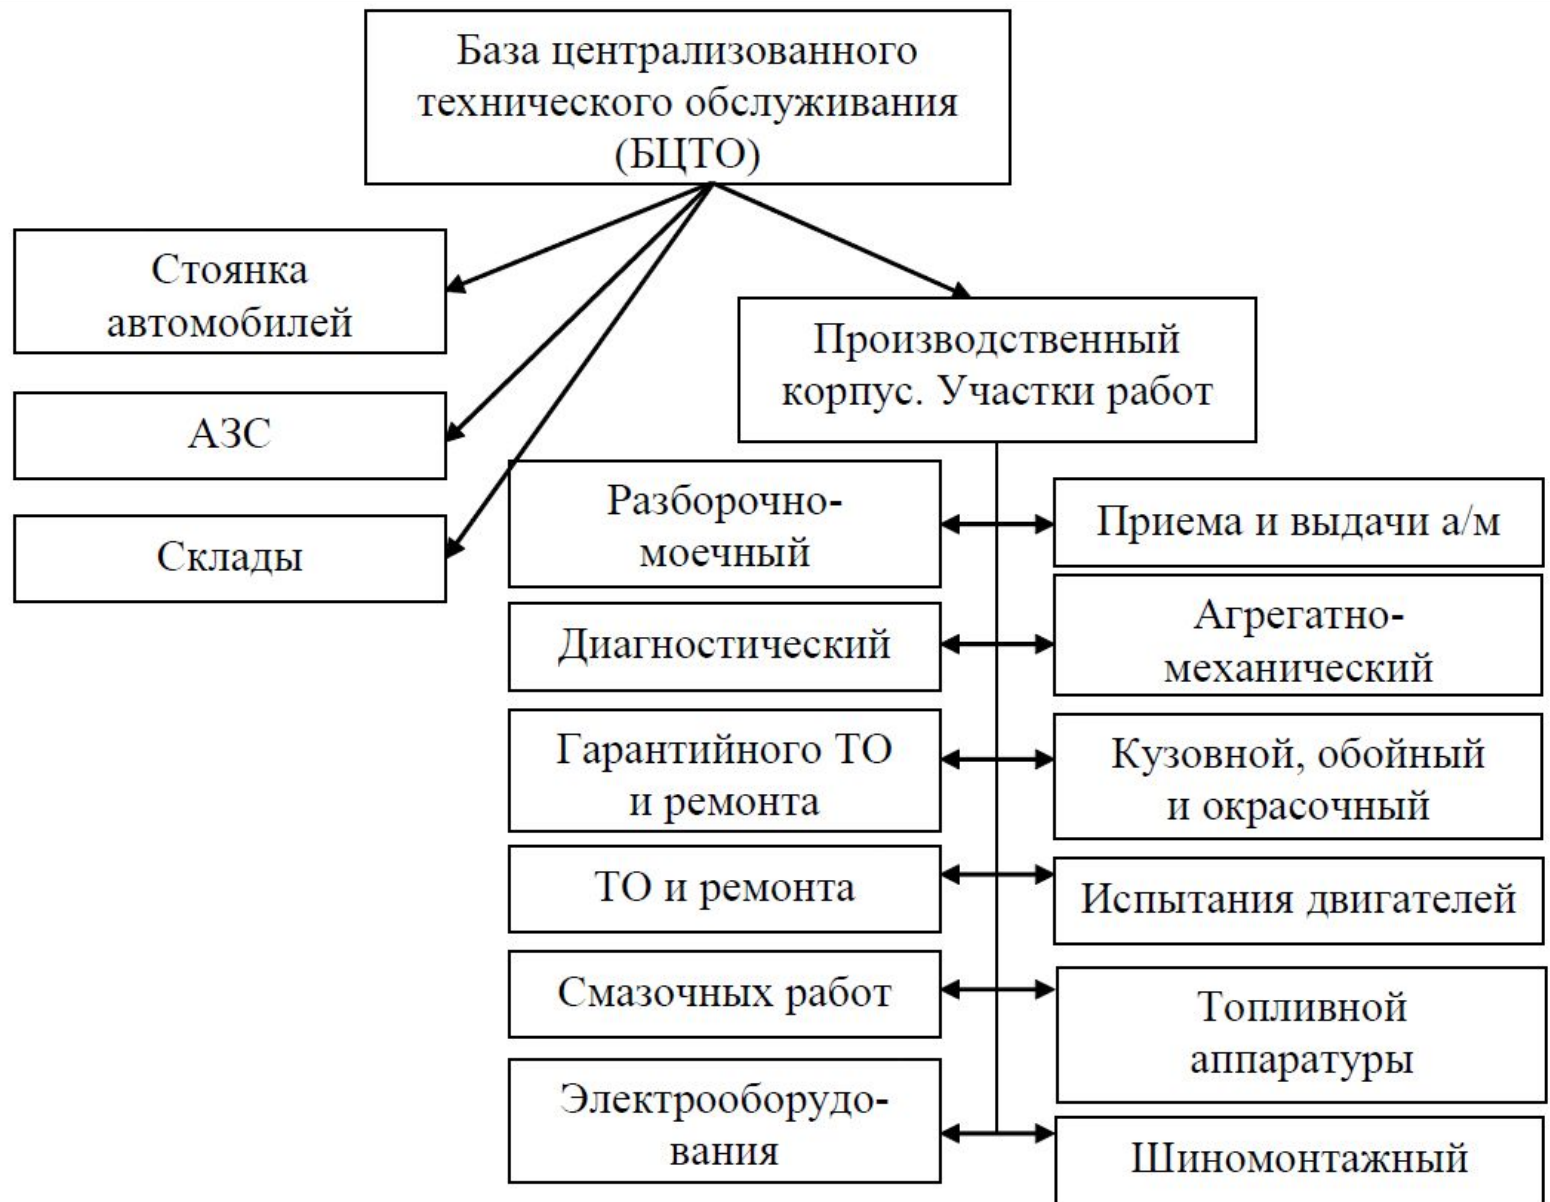 База централизованного
технического обслуживания
(БЦТО)
Стоянка
автомобилей
АЗС
Склады
Производственный
корпус. Участки работ
Разборочно-
моечный
Диагностический
Гарантийного ТО
и ремонта
ТО и ремонта
Смазочных работ
Электрооборудо-
вания
Приема и выдачи а/м
Агрегатно-
механический
Кузовной, обойный
и окрасочный
Испытания двигателей
Топливной
аппаратуры
Шиномонтажный